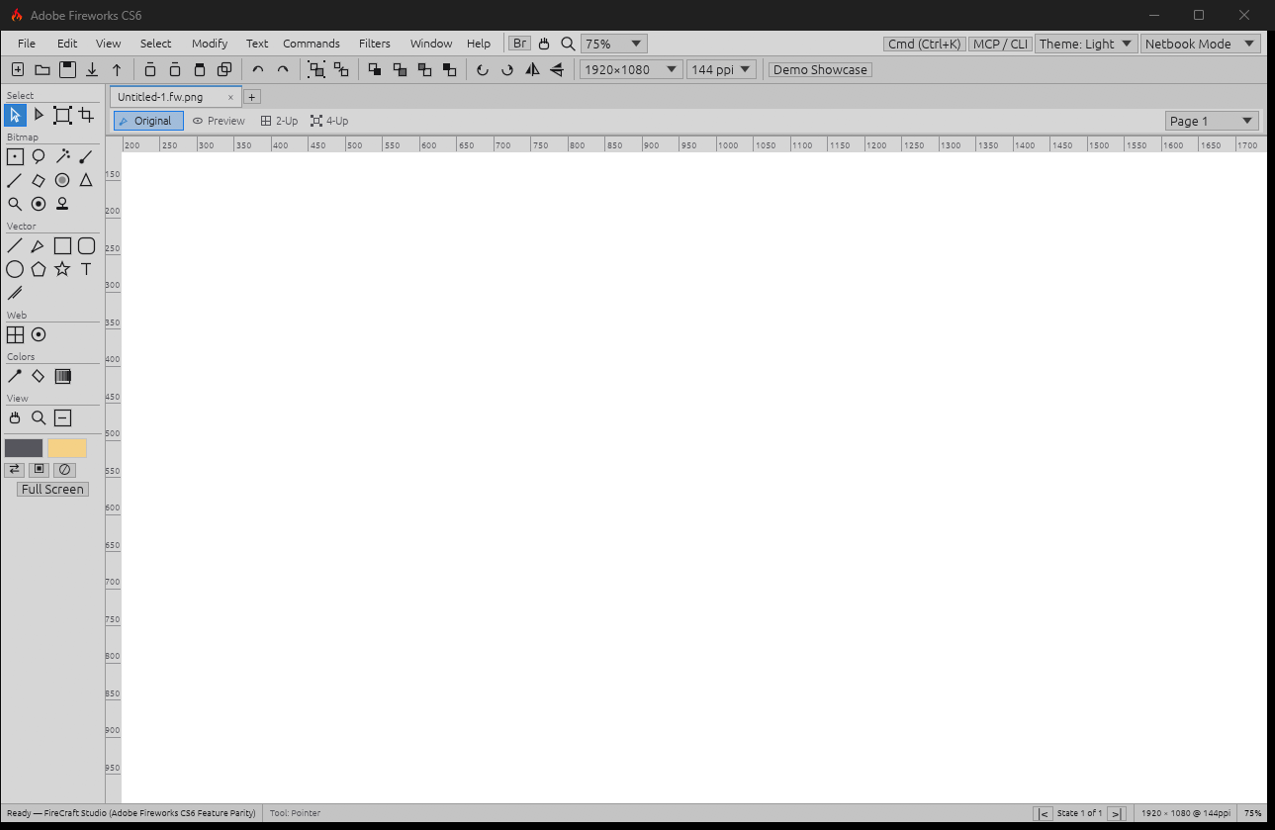 Adobe Fireworks CS6
File Edit View Select Modify Text Commands Filters Window Help Br 75% Cmd (Ctrl+K) MCP / CLI Theme: Light Netbook Mode
1920×1080 144 ppi Demo Showcase
Select
Untitled-1.fw.png × +
Original Preview 2-Up 4-Up Page 1
Bitmap
200 250 300 350 400 450 500 550 600 650 700 750 800 850 900 950 1000 1050 1100 1150 1200 1250 1300 1350 1400 1450 1500 1550 1600 1650 1700
150
200
Vector
250
T
300
Web
350
Colors
400
View
450
500
550
Full Screen
600
650
700
750
800
850
900
950
Ready — FireCraft Studio (Adobe Fireworks CS6 Feature Parity) Tool: Pointer |< State 1 of 1 >| 1920 × 1080 @ 144ppi 75%